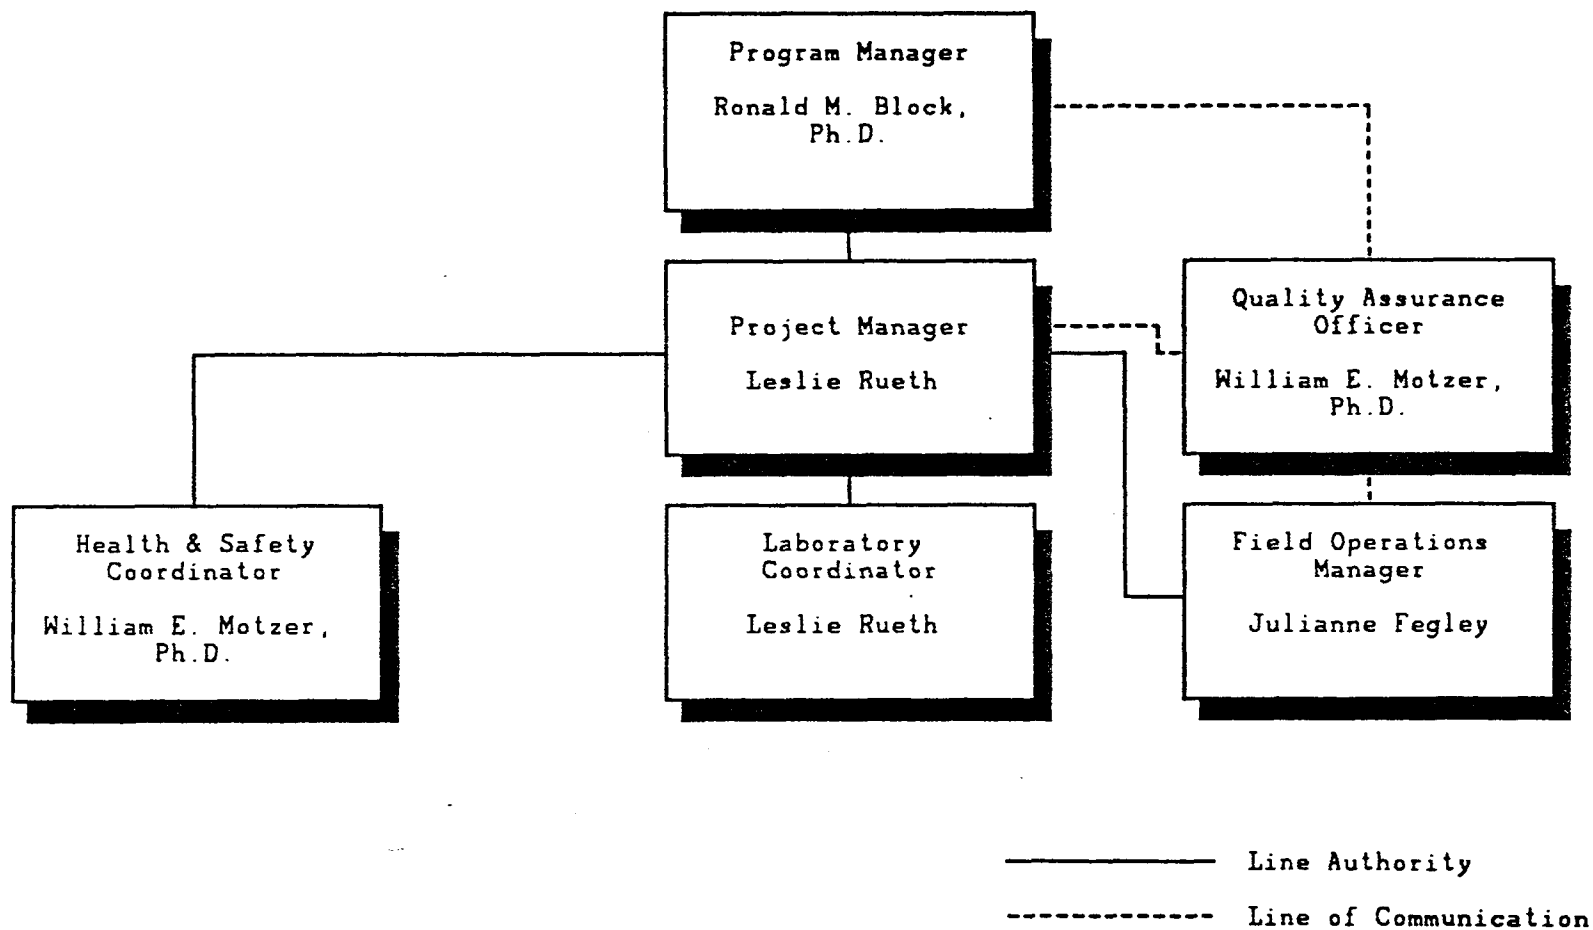 Program Manager
Ronald M. Block,
Ph.D.
Project Manager
Leslie Rueth
Quality Assurance
Officer
William E. Motzer,
Ph.D.
Health & Safety
Coordinator
William E. Motzer,
Ph.D.
Laboratory
Coordinator
Leslie Rueth
Field Operations
Manager
Julianne Fegley
Line Authority
Line of Communication